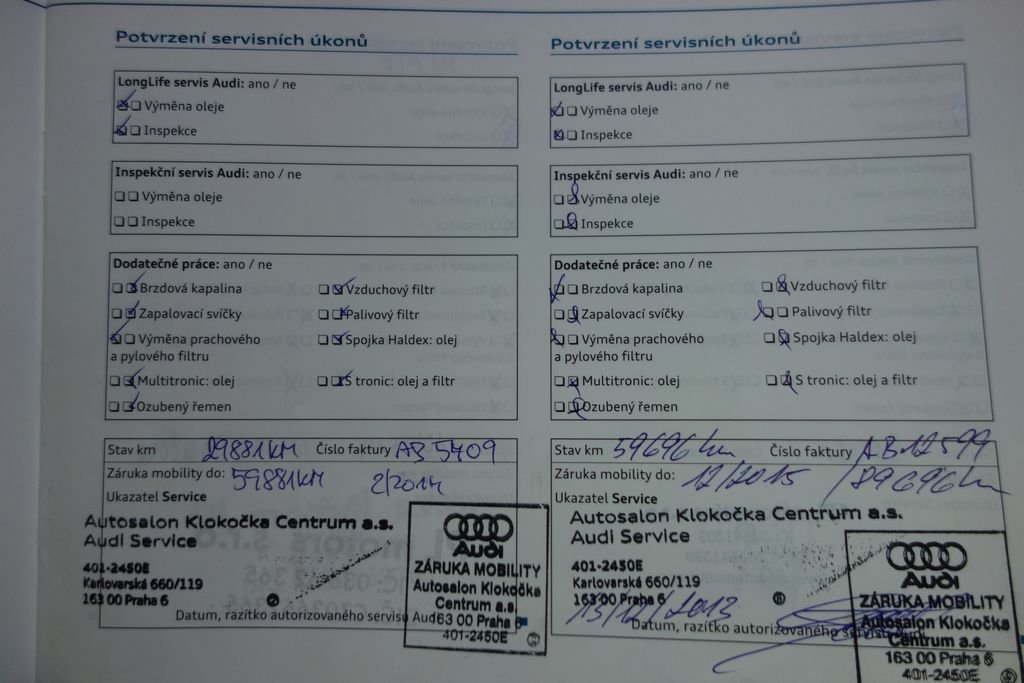 Potvrzení servisních úkonů
LongLife servis Audi: ano / ne
Výměna oleje
Inspekce
Inspekční servis Audi: ano / ne
Výměna oleje
Inspekce
Dodatečné práce: ano / ne
Brzdová kapalina
Vzduchový filtr
Zapalovací svíčky
Palivový filtr
Výměna prachového
a pylového filtru
Spojka Haldex: olej
Multitronic: olej
S tronic: olej a filtr
Ozubený řemen
Stav km 29881KM Číslo faktury AB 5409
Záruka mobility do: 59881KM 2/2014
Ukazatel Service
Autosalon Klokočka Centrum a.s.
Audi Service
401-2450E
Karlovarská 660/119
163 00 Praha 6
Datum, razítko autorizovaného servisu Audi
Audi
ZÁRUKA MOBILITY
Autosalon Klokočka
Centrum a.s.
163 00 Praha 6
401-2450E
Potvrzení servisních úkonů
LongLife servis Audi: ano / ne
Výměna oleje
Inspekce
Inspekční servis Audi: ano / ne
Výměna oleje
Inspekce
Dodatečné práce: ano / ne
Brzdová kapalina
Vzduchový filtr
Zapalovací svíčky
Palivový filtr
Výměna prachového
a pylového filtru
Spojka Haldex: olej
Multitronic: olej
S tronic: olej a filtr
Ozubený řemen
Stav km 59696 km Číslo faktury AB 12599
Záruka mobility do: 12/2015 /89696 km
Ukazatel Service
Autosalon Klokočka Centrum a.s.
Audi Service
401-2450E
Karlovarská 660/119
163 00 Praha 6
Datum, razítko autorizovaného servisu Audi
Audi
ZÁRUKA MOBILITY
Autosalon Klokočka
Centrum a.s.
163 00 Praha 6
401-2450E